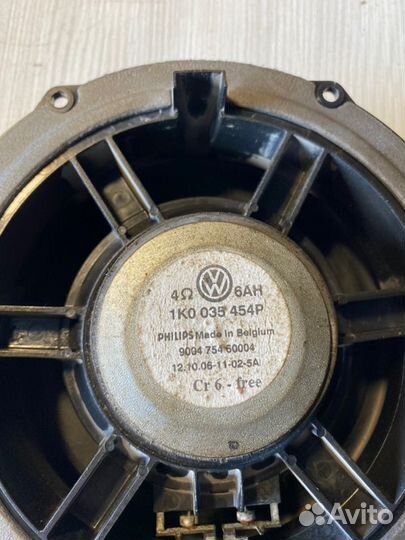 4Ω VW 6AH
1K0 035 454P
PHILIPS Made in Belgium
9004 754 60004
12.10.06-11-02-5A
Cr 6 - free
Avito